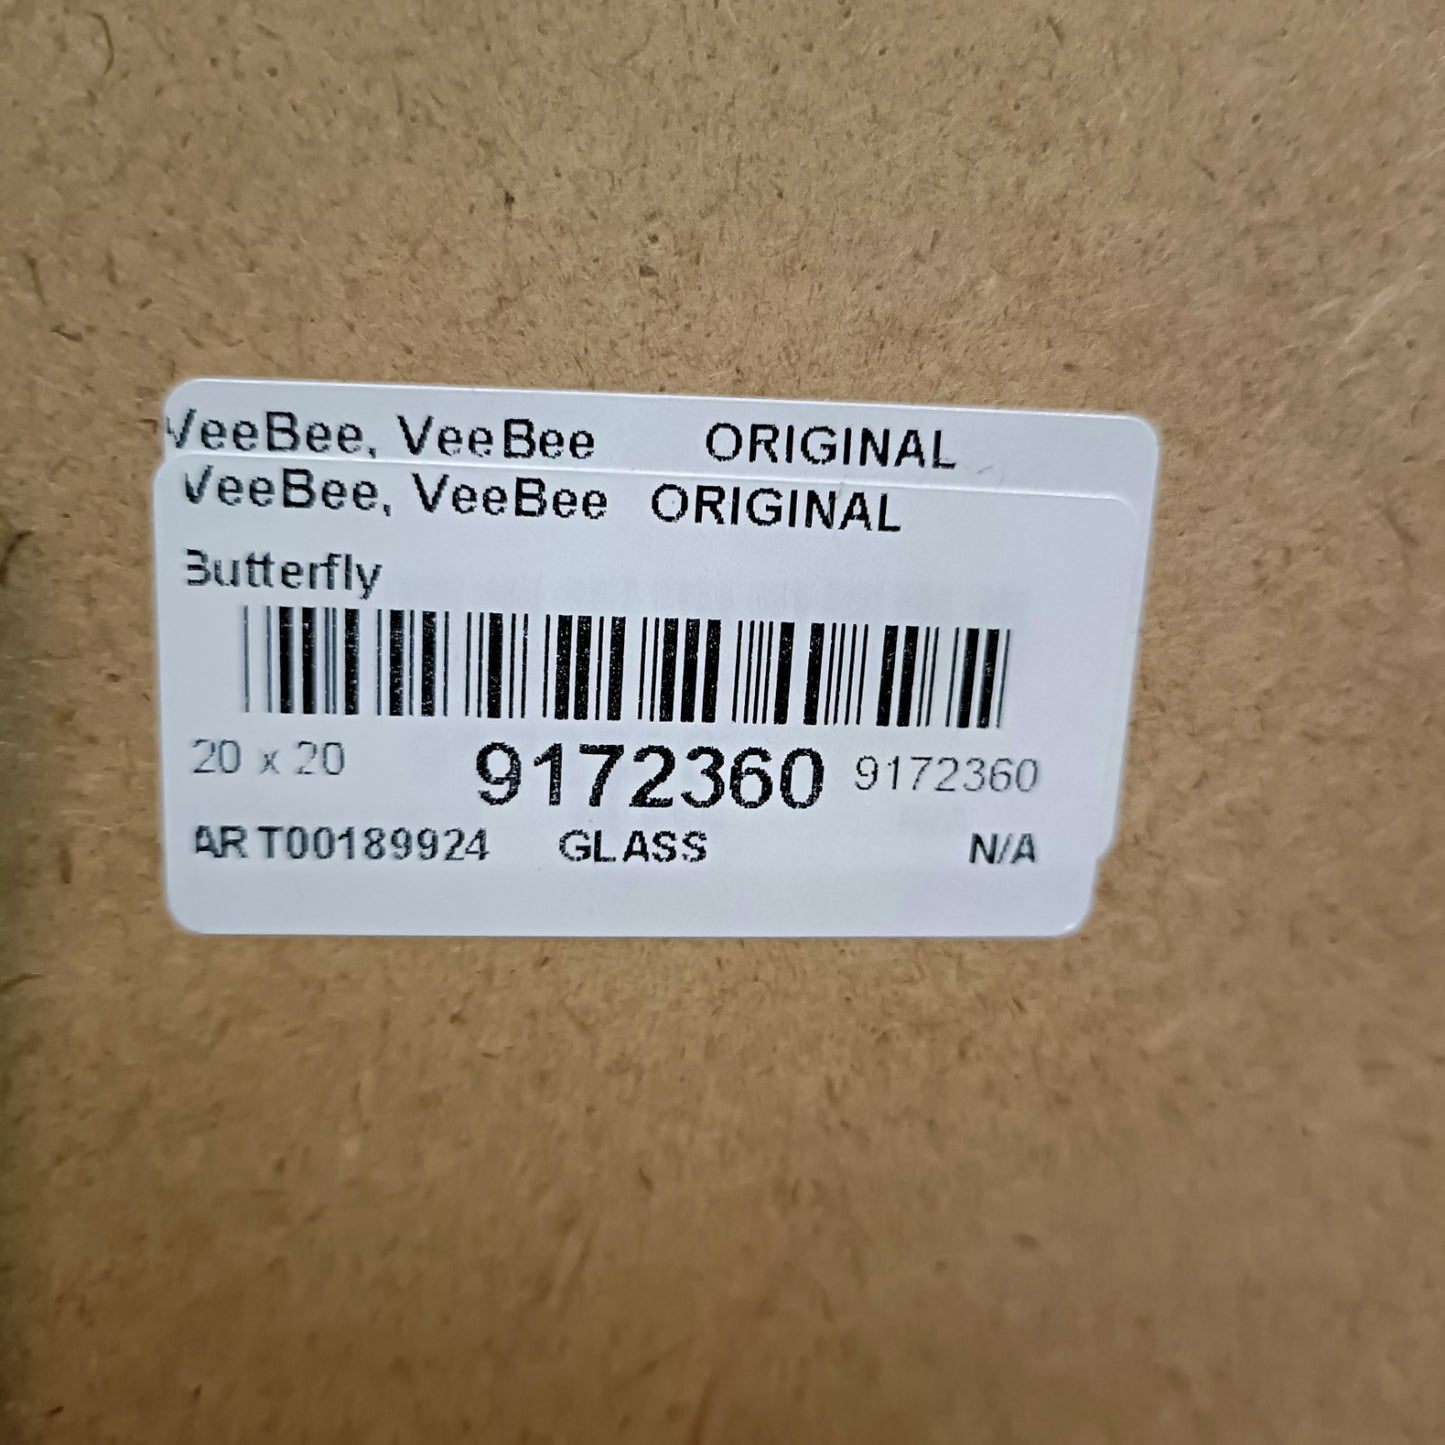 VeeBee, VeeBee ORIGINAL
VeeBee, VeeBee ORIGINAL
Butterfly
20 x 20 9172360 9172360
ART00189924 GLASS N/A